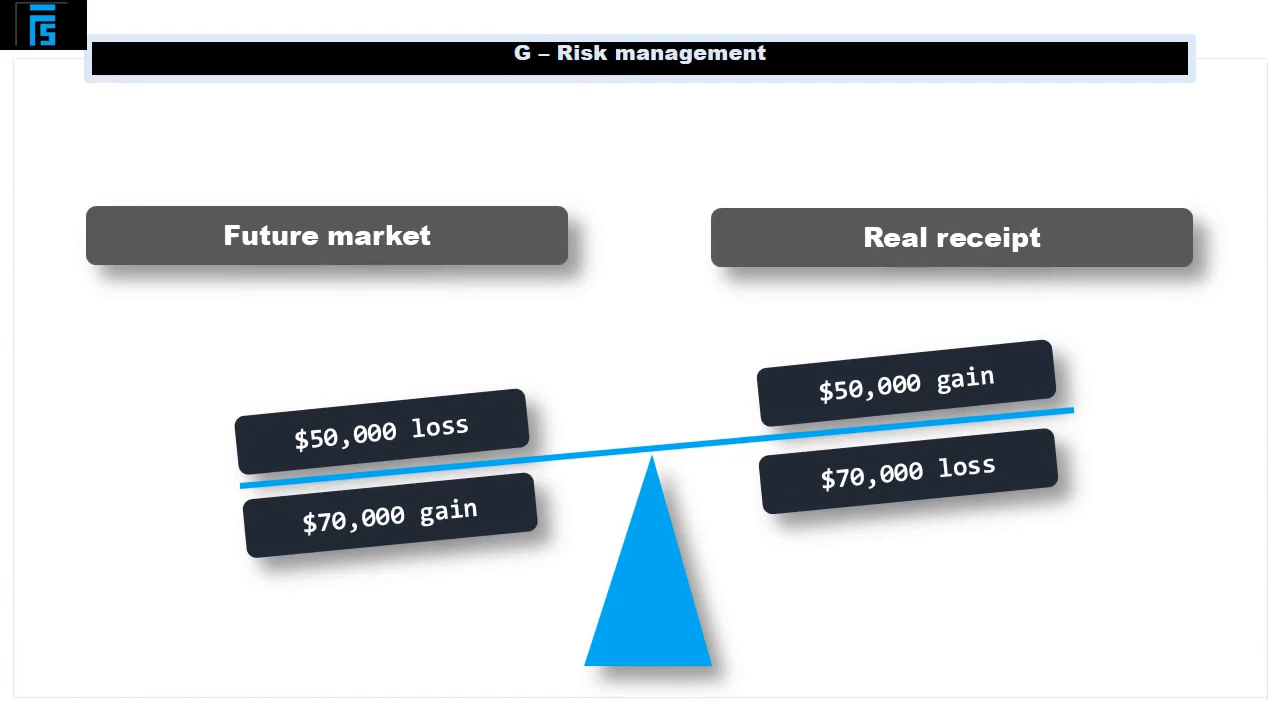 G – Risk management
Future market
Real receipt
$50,000 loss
$70,000 gain
$50,000 gain
$70,000 loss